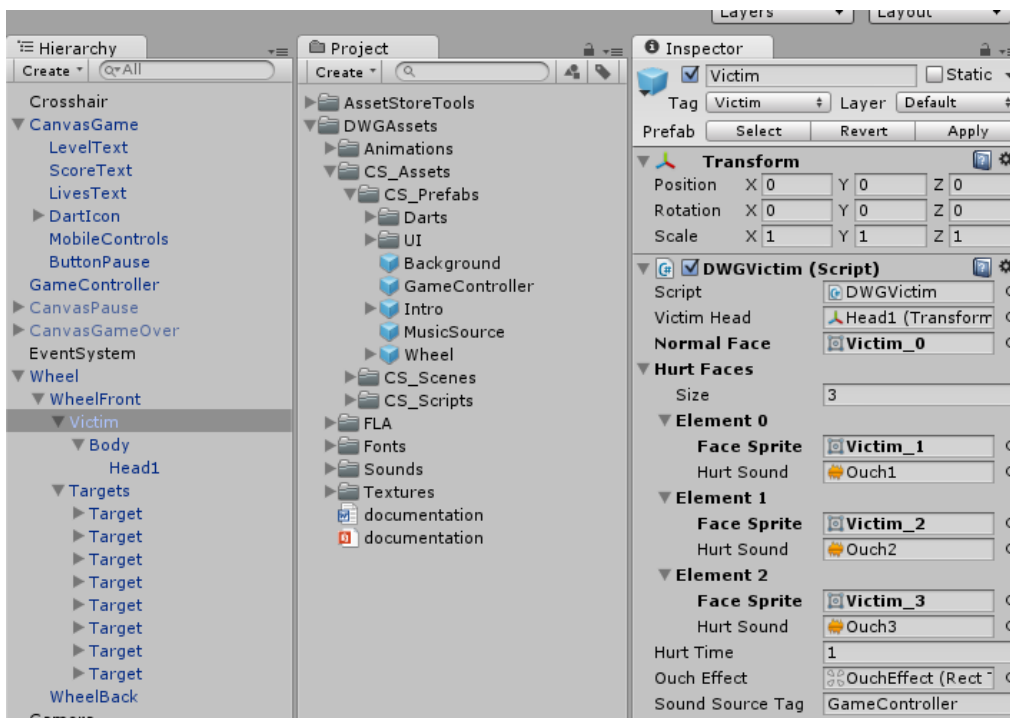 Layers Layout
Hierarchy
Create All
Crosshair
CanvasGame
LevelText
ScoreText
LivesText
DartIcon
MobileControls
ButtonPause
GameController
CanvasPause
CanvasGameOver
EventSystem
Wheel
WheelFront
Victim
Body
Head1
Targets
Target
Target
Target
Target
Target
Target
Target
Target
WheelBack
Camera
Project
Create
AssetStoreTools
DWGAssets
Animations
CS_Assets
CS_Prefabs
Darts
UI
Background
GameController
Intro
MusicSource
Wheel
CS_Scenes
CS_Scripts
FLA
Fonts
Sounds
Textures
documentation
documentation
Inspector
Victim Static
Tag Victim Layer Default
Prefab Select Revert Apply
Transform
Position X 0 Y 0 Z 0
Rotation X 0 Y 0 Z 0
Scale X 1 Y 1 Z 1
DWGVictim (Script)
Script DWGVictim
Victim Head Head1 (Transform
Normal Face Victim_0
Hurt Faces
Size 3
Element 0
Face Sprite Victim_1
Hurt Sound Ouch1
Element 1
Face Sprite Victim_2
Hurt Sound Ouch2
Element 2
Face Sprite Victim_3
Hurt Sound Ouch3
Hurt Time 1
Ouch Effect OuchEffect (Rect
Sound Source Tag GameController